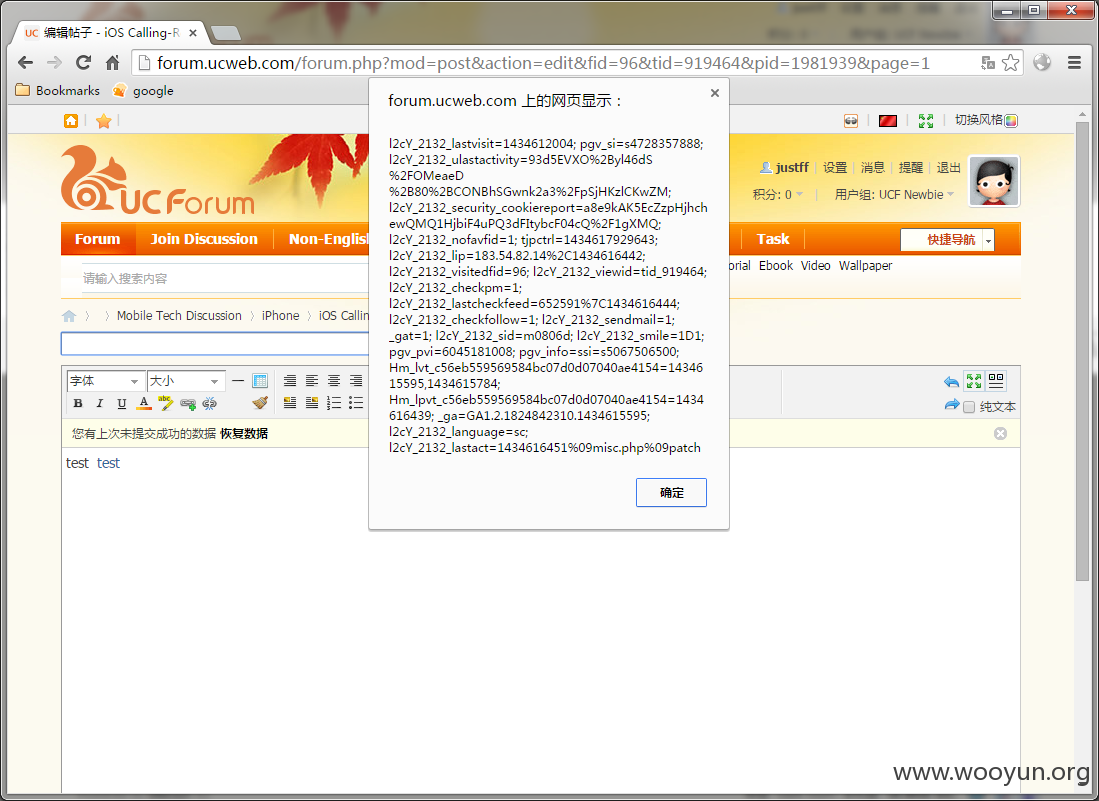 UC 编辑帖子 - iOS Calling-R
forum.ucweb.com/forum.php?mod=post&action=edit&fid=96&tid=919464&pid=1981939&page=1
Bookmarks google
切换风格
UC Forum
justff 设置 消息 提醒 退出
积分: 0 用户组: UCF Newbie
Forum Join Discussion Non-English Task 快捷导航
请输入搜索内容
orial Ebook Video Wallpaper
Mobile Tech Discussion iPhone iOS Callin
字体 大小
B I U A abc 纯文本
您有上次未提交成功的数据 恢复数据
test test
forum.ucweb.com 上的网页显示：
l2cY_2132_lastvisit=1434612004; pgv_si=s4728357888;
l2cY_2132_ulastactivity=93d5EVXO%2Byl46dS
%2FOMeaeD
%2B80%2BCONBhSGwnk2a3%2FpSjHKzlCKwZM;
l2cY_2132_security_cookiereport=a8e9kAK5EcZzpHjhch
ewQMQ1HjbiF4uPQ3dFItybcF04cQ%2F1gXMQ;
l2cY_2132_nofavfid=1; tjpctrl=1434617929643;
l2cY_2132_lip=183.54.82.14%2C1434616442;
l2cY_2132_visitedfid=96; l2cY_2132_viewid=tid_919464;
l2cY_2132_checkpm=1;
l2cY_2132_lastcheckfeed=652591%7C1434616444;
l2cY_2132_checkfollow=1; l2cY_2132_sendmail=1;
_gat=1; l2cY_2132_sid=m0806d; l2cY_2132_smile=1D1;
pgv_pvi=6045181008; pgv_info=ssi=s5067506500;
Hm_lvt_c56eb559569584bc07d0d07040ae4154=14346
15595,1434615784;
Hm_lpvt_c56eb559569584bc07d0d07040ae4154=1434
616439; _ga=GA1.2.1824842310.1434615595;
l2cY_2132_language=sc;
l2cY_2132_lastact=1434616451%09misc.php%09patch
确定
www.wooyun.org